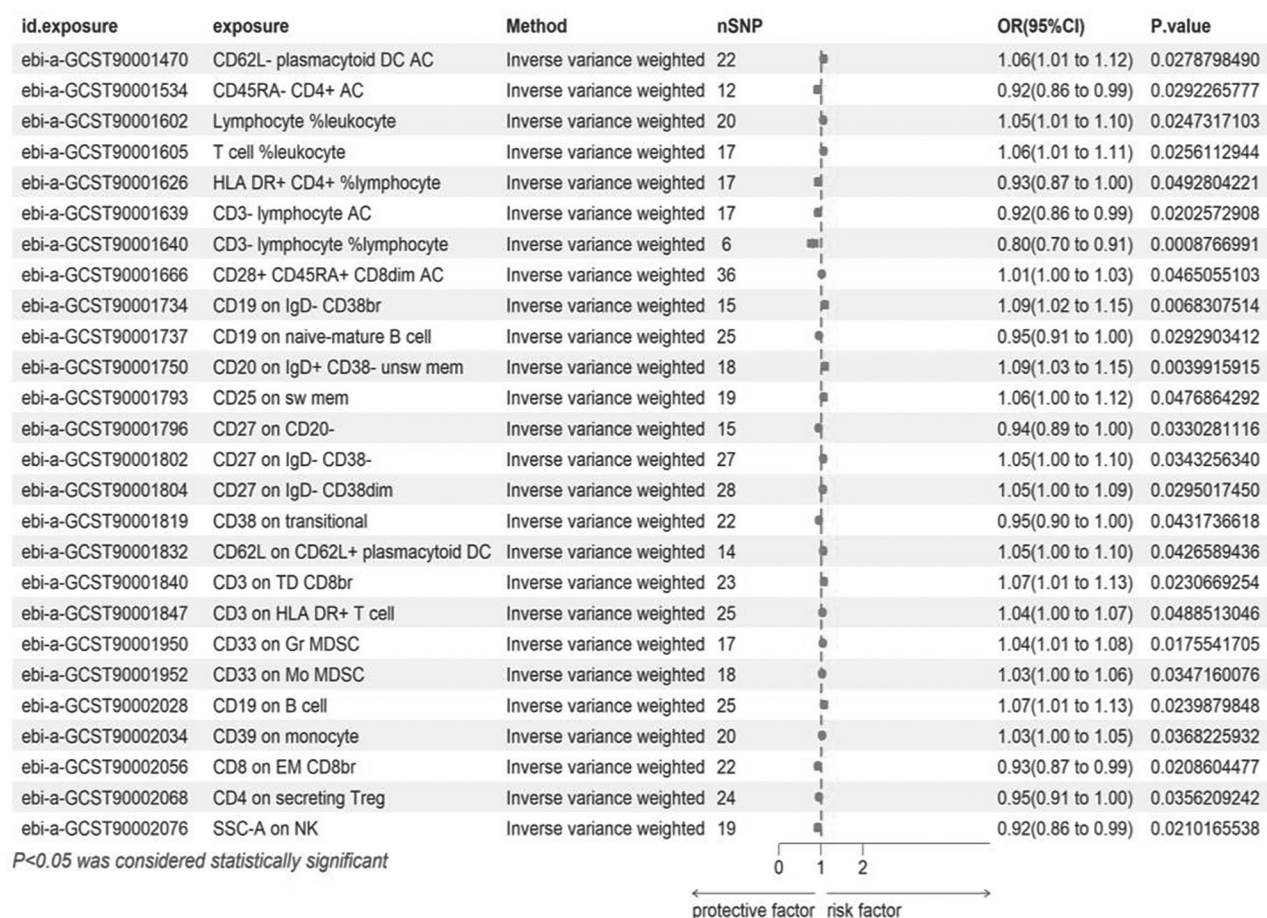 id.exposure exposure Method nSNP OR(95%CI) P.value
ebi-a-GCST90001470 CD62L- plasmacytoid DC AC Inverse variance weighted 22 1.06(1.01 to 1.12) 0.0278798490
ebi-a-GCST90001534 CD45RA- CD4+ AC Inverse variance weighted 12 0.92(0.86 to 0.99) 0.0292265777
ebi-a-GCST90001602 Lymphocyte %leukocyte Inverse variance weighted 20 1.05(1.01 to 1.10) 0.0247317103
ebi-a-GCST90001605 T cell %leukocyte Inverse variance weighted 17 1.06(1.01 to 1.11) 0.0256112944
ebi-a-GCST90001626 HLA DR+ CD4+ %lymphocyte Inverse variance weighted 17 0.93(0.87 to 1.00) 0.0492804221
ebi-a-GCST90001639 CD3- lymphocyte AC Inverse variance weighted 17 0.92(0.86 to 0.99) 0.0202572908
ebi-a-GCST90001640 CD3- lymphocyte %lymphocyte Inverse variance weighted 6 0.80(0.70 to 0.91) 0.0008766991
ebi-a-GCST90001666 CD28+ CD45RA+ CD8dim AC Inverse variance weighted 36 1.01(1.00 to 1.03) 0.0465055103
ebi-a-GCST90001734 CD19 on IgD- CD38br Inverse variance weighted 15 1.09(1.02 to 1.15) 0.0068307514
ebi-a-GCST90001737 CD19 on naive-mature B cell Inverse variance weighted 25 0.95(0.91 to 1.00) 0.0292903412
ebi-a-GCST90001750 CD20 on IgD+ CD38- unsw mem Inverse variance weighted 18 1.09(1.03 to 1.15) 0.0039915915
ebi-a-GCST90001793 CD25 on sw mem Inverse variance weighted 19 1.06(1.00 to 1.12) 0.0476864292
ebi-a-GCST90001796 CD27 on CD20- Inverse variance weighted 15 0.94(0.89 to 1.00) 0.0330281116
ebi-a-GCST90001802 CD27 on IgD- CD38- Inverse variance weighted 27 1.05(1.00 to 1.10) 0.0343256340
ebi-a-GCST90001804 CD27 on IgD- CD38dim Inverse variance weighted 28 1.05(1.00 to 1.09) 0.0295017450
ebi-a-GCST90001819 CD38 on transitional Inverse variance weighted 22 0.95(0.90 to 1.00) 0.0431736618
ebi-a-GCST90001832 CD62L on CD62L+ plasmacytoid DC Inverse variance weighted 14 1.05(1.00 to 1.10) 0.0426589436
ebi-a-GCST90001840 CD3 on TD CD8br Inverse variance weighted 23 1.07(1.01 to 1.13) 0.0230669254
ebi-a-GCST90001847 CD3 on HLA DR+ T cell Inverse variance weighted 25 1.04(1.00 to 1.07) 0.0488513046
ebi-a-GCST90001950 CD33 on Gr MDSC Inverse variance weighted 17 1.04(1.01 to 1.08) 0.0175541705
ebi-a-GCST90001952 CD33 on Mo MDSC Inverse variance weighted 18 1.03(1.00 to 1.06) 0.0347160076
ebi-a-GCST90002028 CD19 on B cell Inverse variance weighted 25 1.07(1.01 to 1.13) 0.0239879848
ebi-a-GCST90002034 CD39 on monocyte Inverse variance weighted 20 1.03(1.00 to 1.05) 0.0368225932
ebi-a-GCST90002056 CD8 on EM CD8br Inverse variance weighted 22 0.93(0.87 to 0.99) 0.0208604477
ebi-a-GCST90002068 CD4 on secreting Treg Inverse variance weighted 24 0.95(0.91 to 1.00) 0.0356209242
ebi-a-GCST90002076 SSC-A on NK Inverse variance weighted 19 0.92(0.86 to 0.99) 0.0210165538
P<0.05 was considered statistically significant
0 1 2
protective factor risk factor